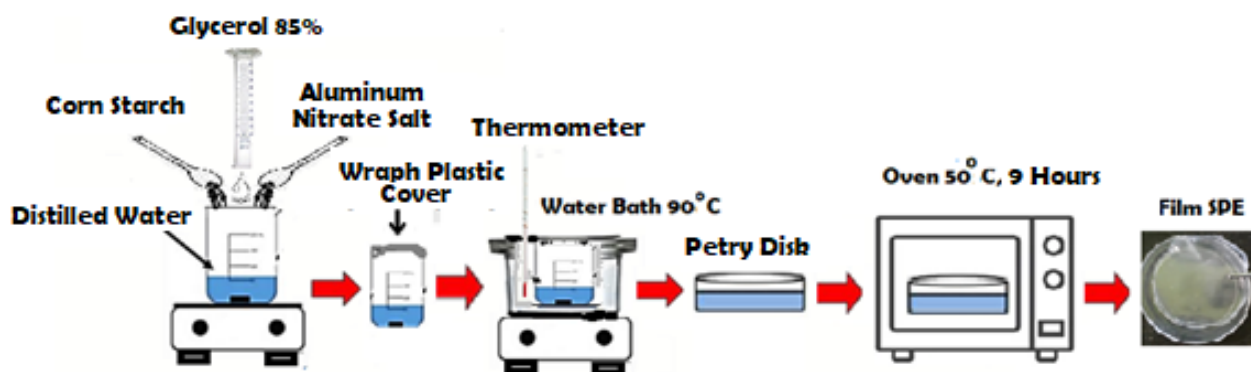 Glycerol 85%
Corn Starch
Aluminum
Nitrate Salt
Distilled Water
Wraph Plastic
Cover
Thermometer
Water Bath 90°C
Petry Disk
Oven 50°C, 9 Hours
Film SPE